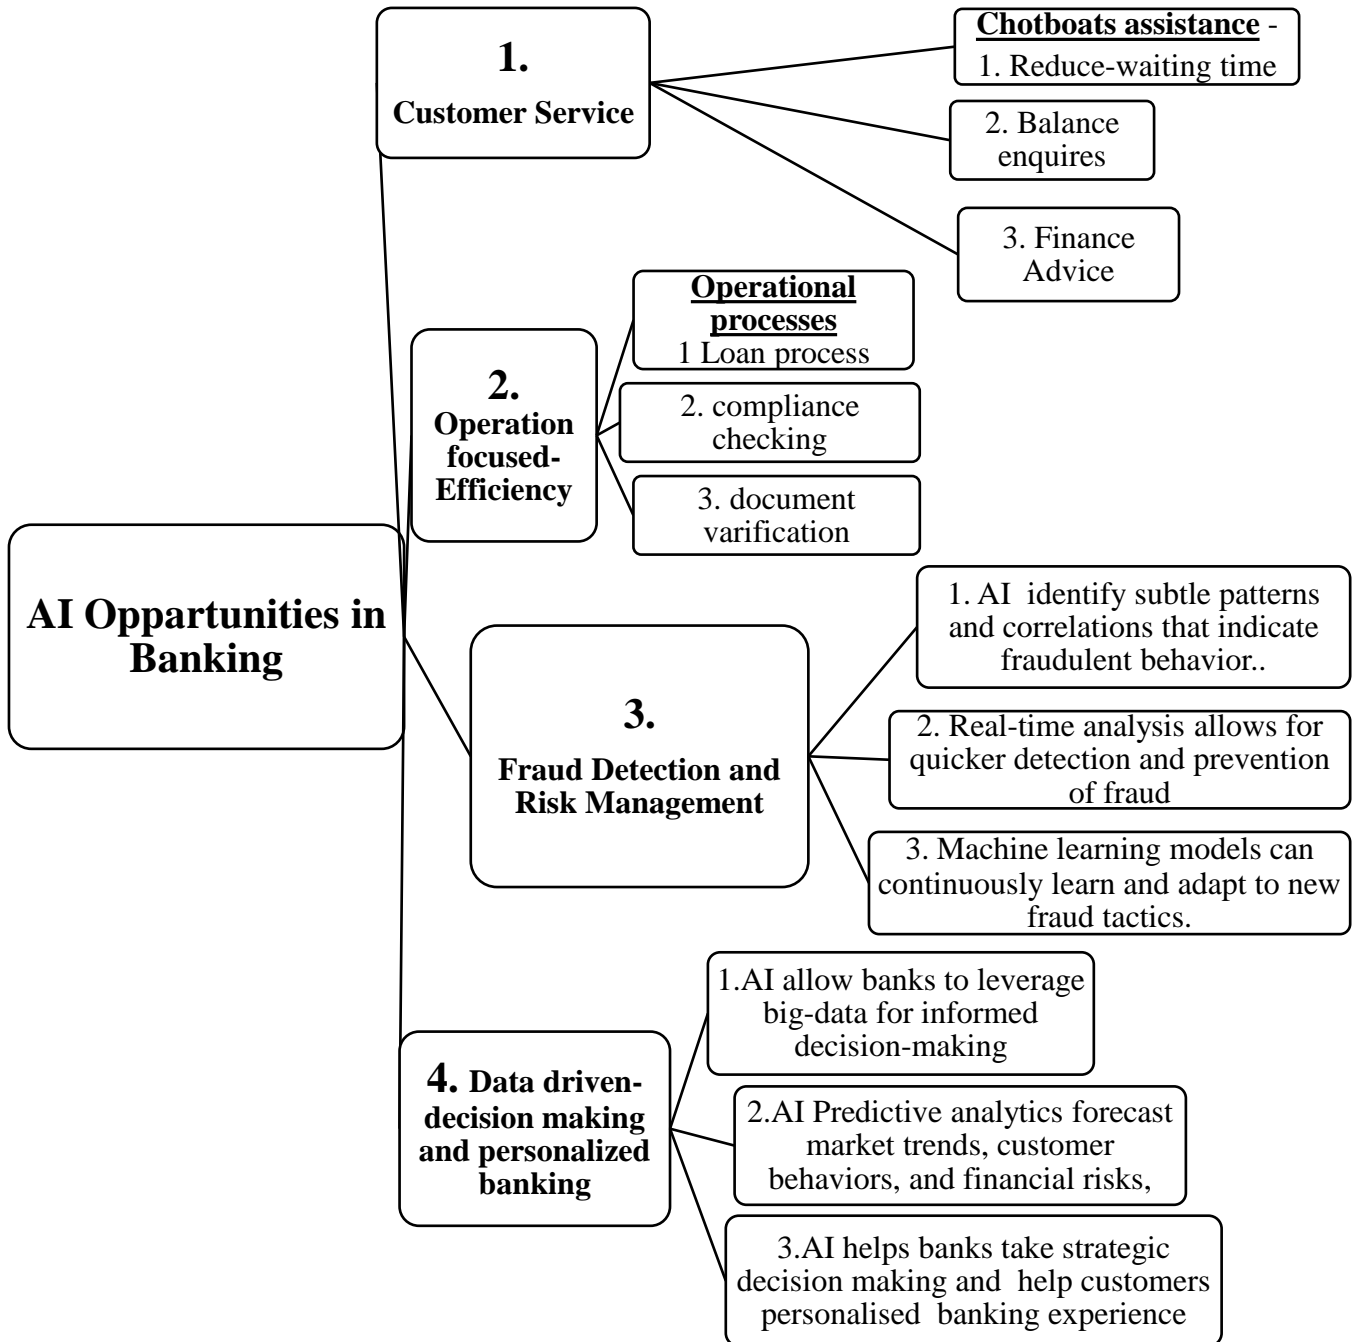 AI Oppartunities in
Banking
1.
Customer Service
Chotboats assistance -
1. Reduce-waiting time
2. Balance
enquires
3. Finance
Advice
2.
Operation
focused-
Efficiency
Operational
processes
1 Loan process
2. compliance
checking
3. document
varification
3.
Fraud Detection and
Risk Management
1. AI  identify subtle patterns
and correlations that indicate
fraudulent behavior..
2. Real-time analysis allows for
quicker detection and prevention
of fraud
3. Machine learning models can
continuously learn and adapt to new
fraud tactics.
4. Data driven-
decision making
and personalized
banking
1.AI allow banks to leverage
big-data for informed
decision-making
2.AI Predictive analytics forecast
market trends, customer
behaviors, and financial risks,
3.AI helps banks take strategic
decision making and  help customers
personalised  banking experience